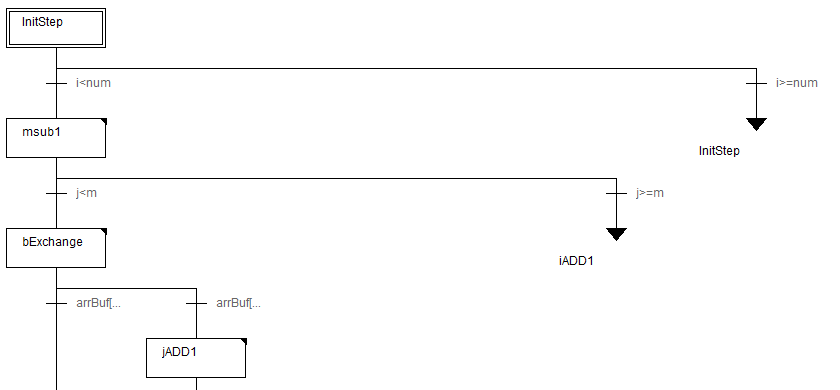 InitStep
i<num
i>=num
msub1
InitStep
j<m
j>=m
bExchange
iADD1
arrBuf[...
arrBuf[...
jADD1